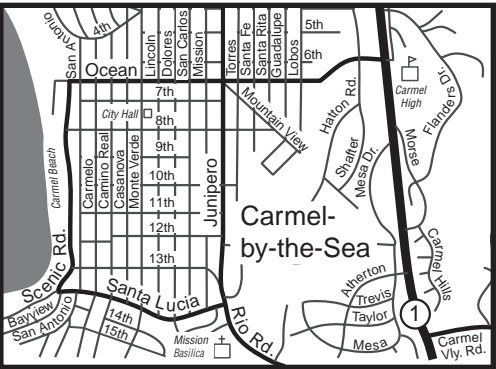 San Antonio
4th
Lincoln
Dolores
San Carlos
Mission
Torres
Santa Fe
Santa Rita
Guadalupe
Lobos
5th
6th
Ocean
7th
City Hall
8th
9th
10th
11th
12th
13th
Carmel Beach
Carmelo
Camino Real
Casanova
Monte Verde
Junipero
Mountain View
Hatton Rd.
Shafter
Mesa Dr.
Carmel
High
Flanders Dr.
Morse
Carmel-
by-the-Sea
Carmel Hills
Atherton
Trevis
Taylor
Mesa
1
Carmel
Vly. Rd.
Scenic Rd.
Santa Lucia
Bayview
San Antonio
14th
15th
Mission
Basilica
Rio Rd.